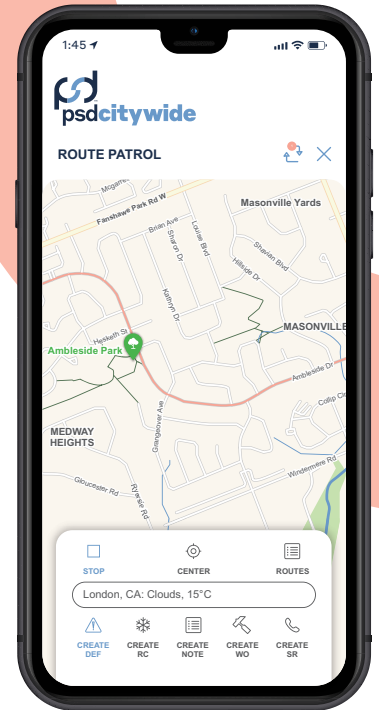 1:45
psdcitywide
ROUTE PATROL
Mogarre
Fanshawe Park Rd W
Masonville Yards
Brian Ave
Louise Blvd
Sharon Dr
Shavian Blvd
Hillside Dr
Kathryn Dr
MASONVILLE
Hesketh St
Ambleside Park
Ambleside Dr
Collip Cir
MEDWAY
HEIGHTS
Grangeover Ave
Windermere Rd
Gloucester Rd
Ryersie Rd
STOP
CENTER
ROUTES
London, CA: Clouds, 15°C
CREATE
DEF
CREATE
RC
CREATE
NOTE
CREATE
WO
CREATE
SR